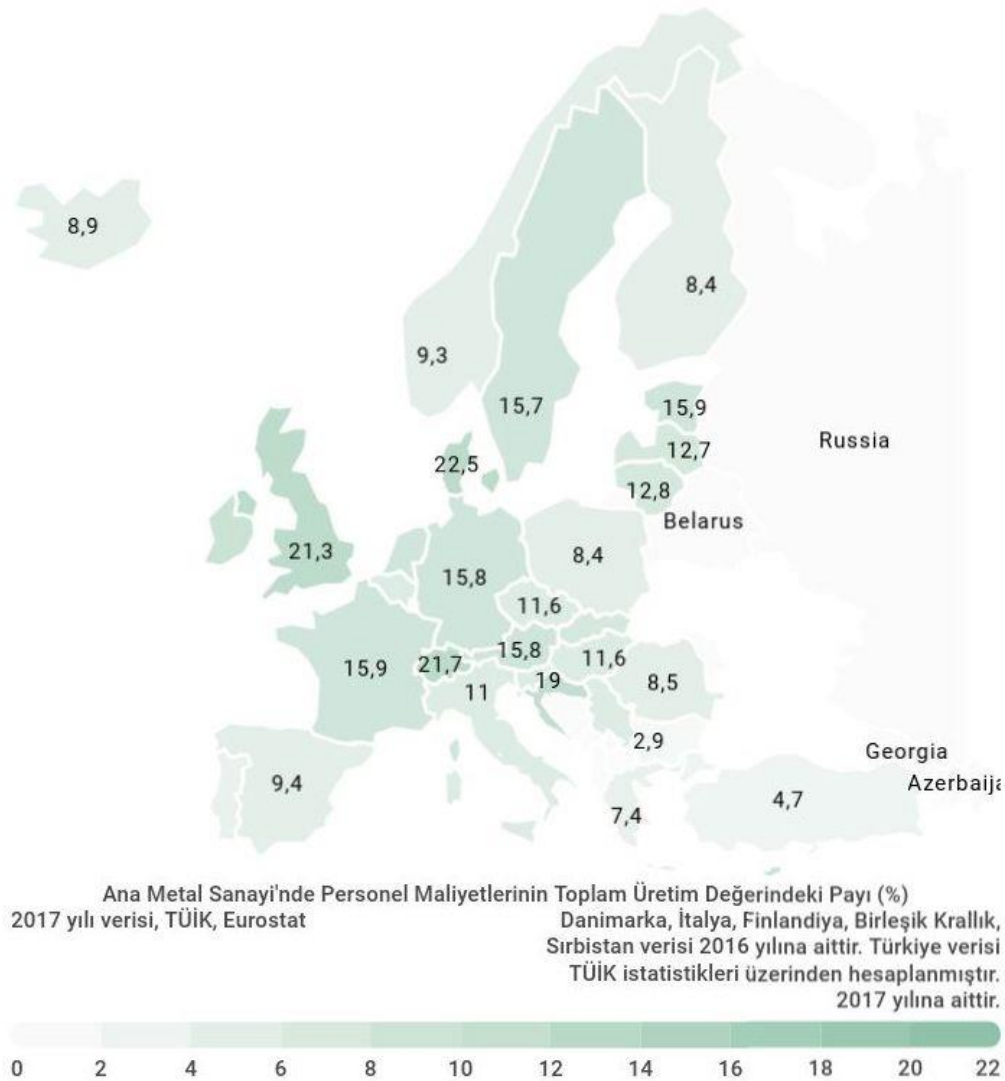 8,9
8,4
9,3
15,7
15,9
12,7
Russia
22,5
12,8
Belarus
21,3
8,4
15,8
11,6
15,8
11,6
15,9
21,7
19
8,5
11
2,9
Georgia
9,4
Azerbaija
4,7
7,4
Ana Metal Sanayi'nde Personel Maliyetlerinin Toplam Üretim Değerindeki Payı (%)
2017 yılı verisi, TÜİK, Eurostat
Danimarka, İtalya, Finlandiya, Birleşik Krallık,
Sırbistan verisi 2016 yılına aittir. Türkiye verisi
TÜİK istatistikleri üzerinden hesaplanmıştır.
2017 yılına aittir.
0 2 4 6 8 10 12 14 16 18 20 22